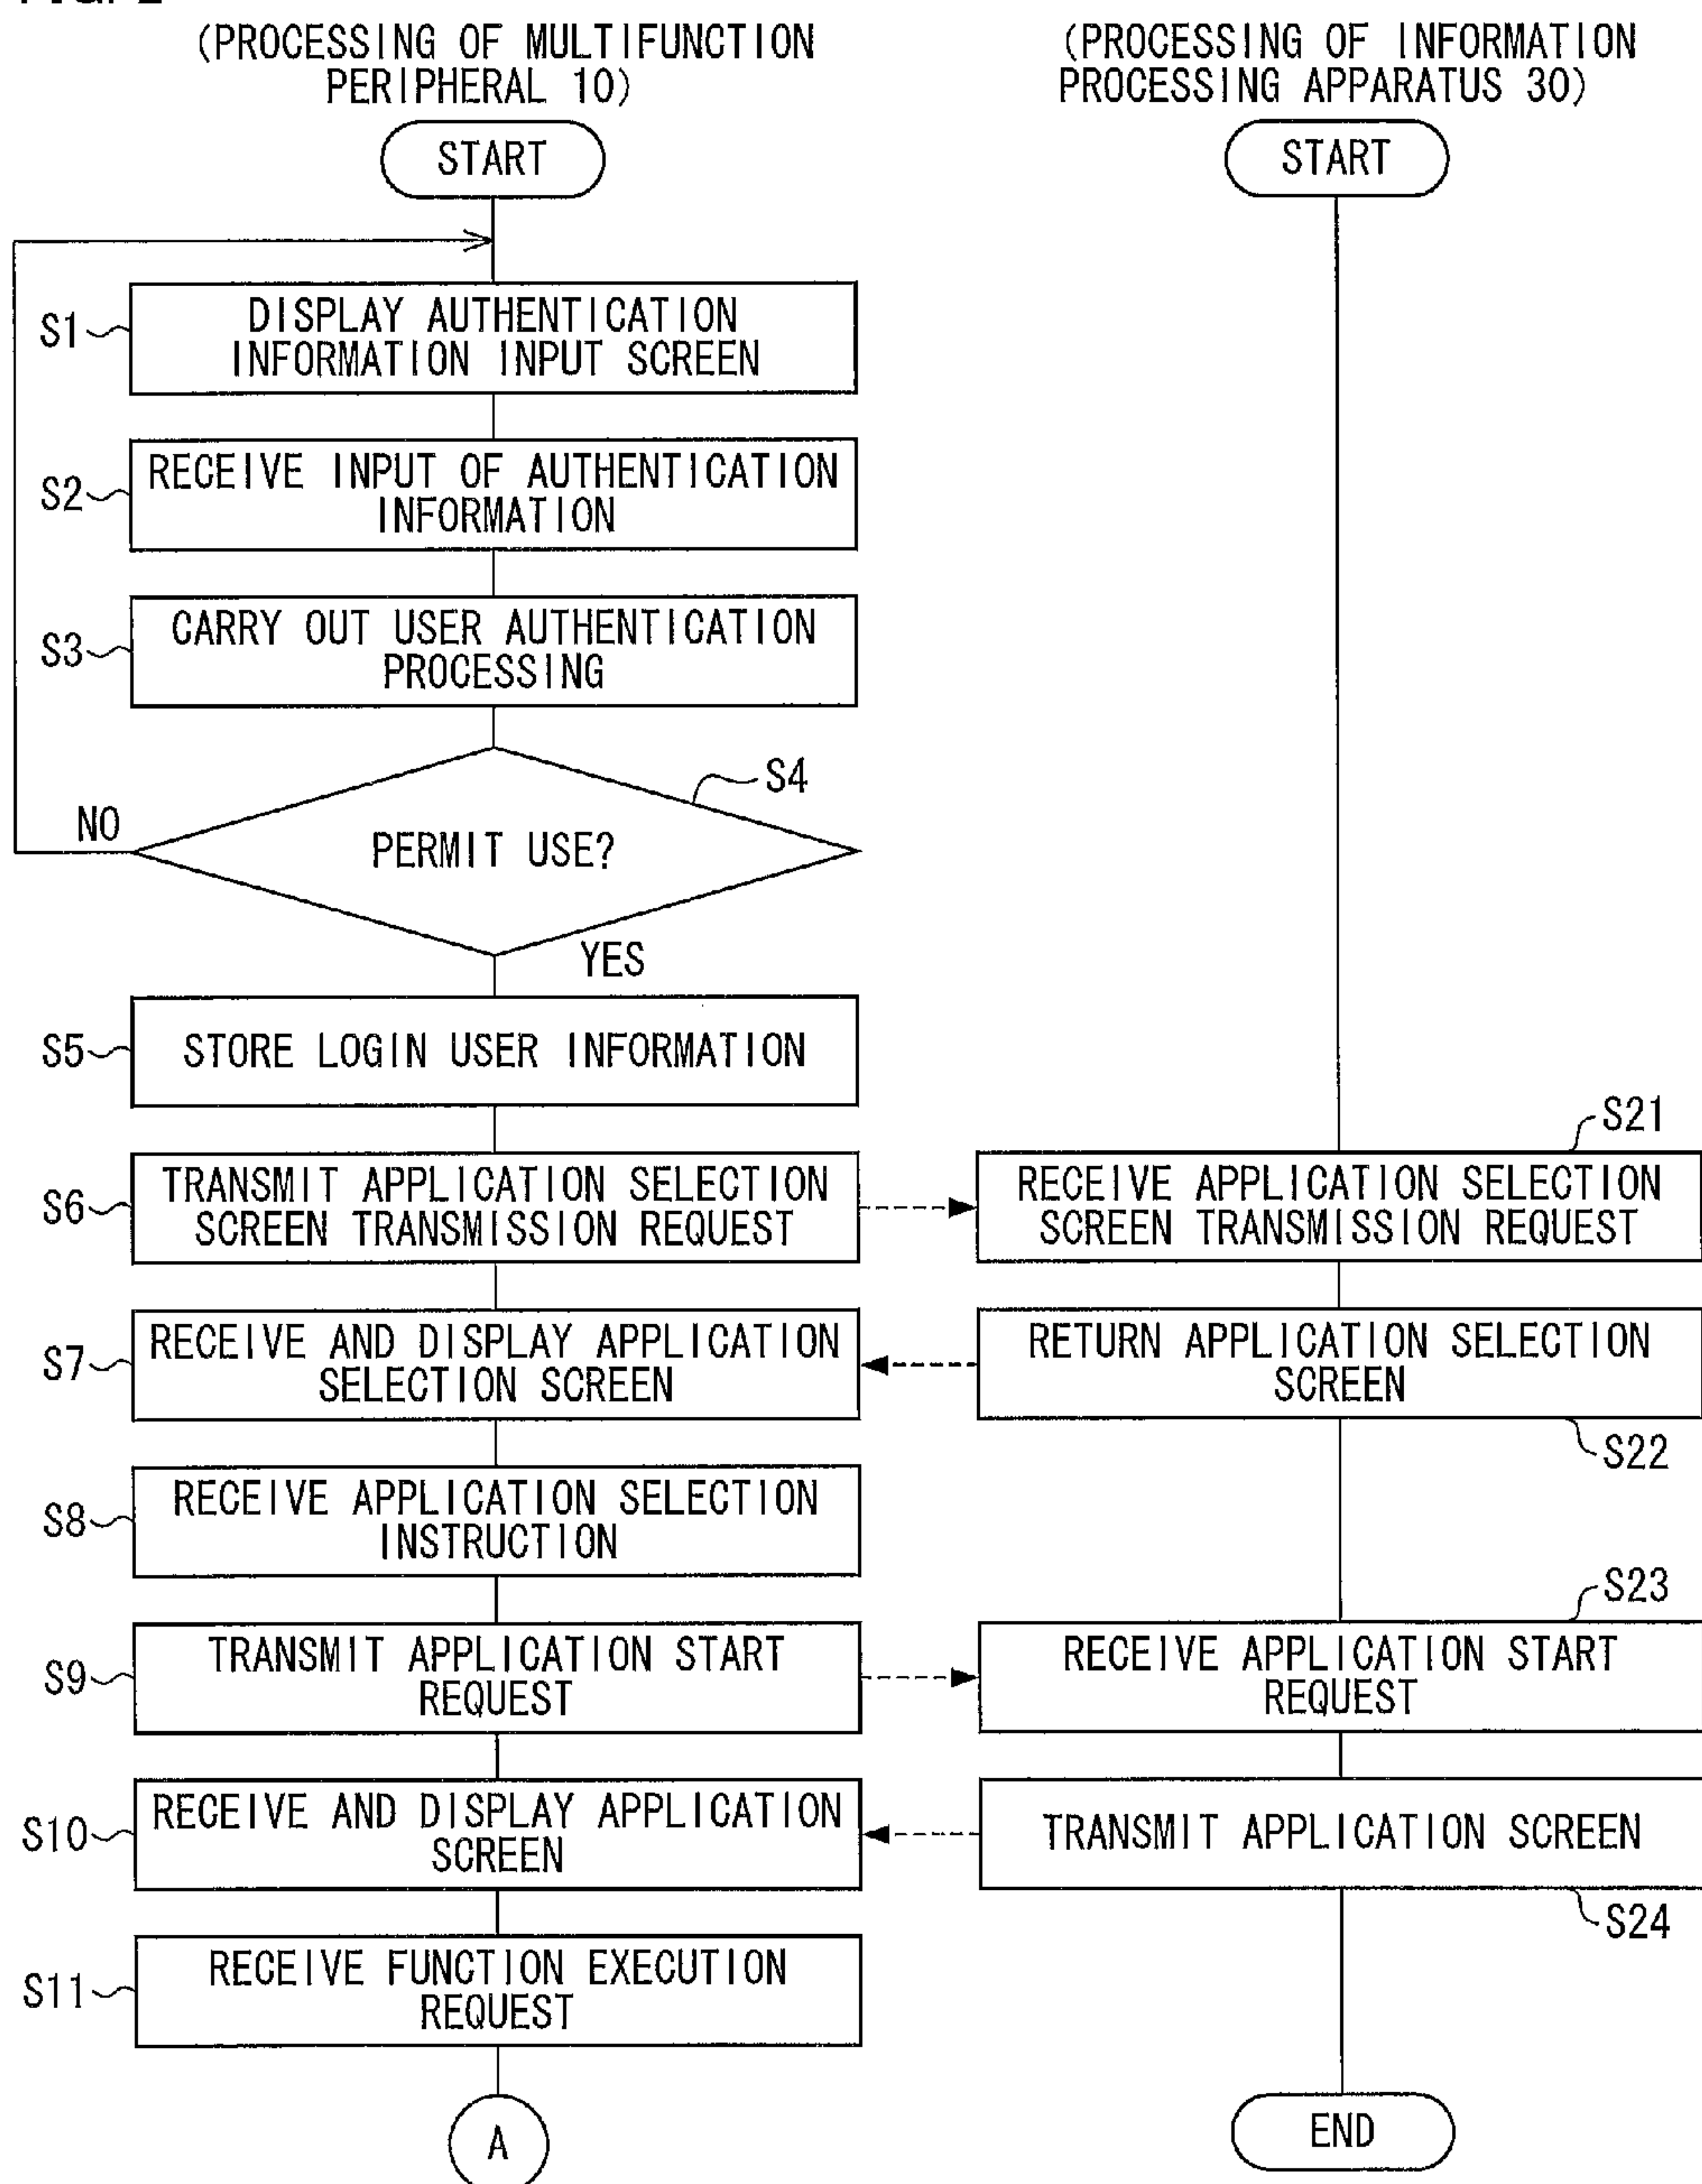 (PROCESSING OF MULTIFUNCTION
PERIPHERAL 10)
START
S1
DISPLAY AUTHENTICATION
INFORMATION INPUT SCREEN
S2
RECEIVE INPUT OF AUTHENTICATION
INFORMATION
S3
CARRY OUT USER AUTHENTICATION
PROCESSING
S4
NO
PERMIT USE?
YES
S5
STORE LOGIN USER INFORMATION
S6
TRANSMIT APPLICATION SELECTION
SCREEN TRANSMISSION REQUEST
S7
RECEIVE AND DISPLAY APPLICATION
SELECTION SCREEN
S8
RECEIVE APPLICATION SELECTION
INSTRUCTION
S9
TRANSMIT APPLICATION START
REQUEST
S10
RECEIVE AND DISPLAY APPLICATION
SCREEN
S11
RECEIVE FUNCTION EXECUTION
REQUEST
A
(PROCESSING OF INFORMATION
PROCESSING APPARATUS 30)
START
S21
RECEIVE APPLICATION SELECTION
SCREEN TRANSMISSION REQUEST
RETURN APPLICATION SELECTION
SCREEN
S22
S23
RECEIVE APPLICATION START
REQUEST
TRANSMIT APPLICATION SCREEN
S24
END